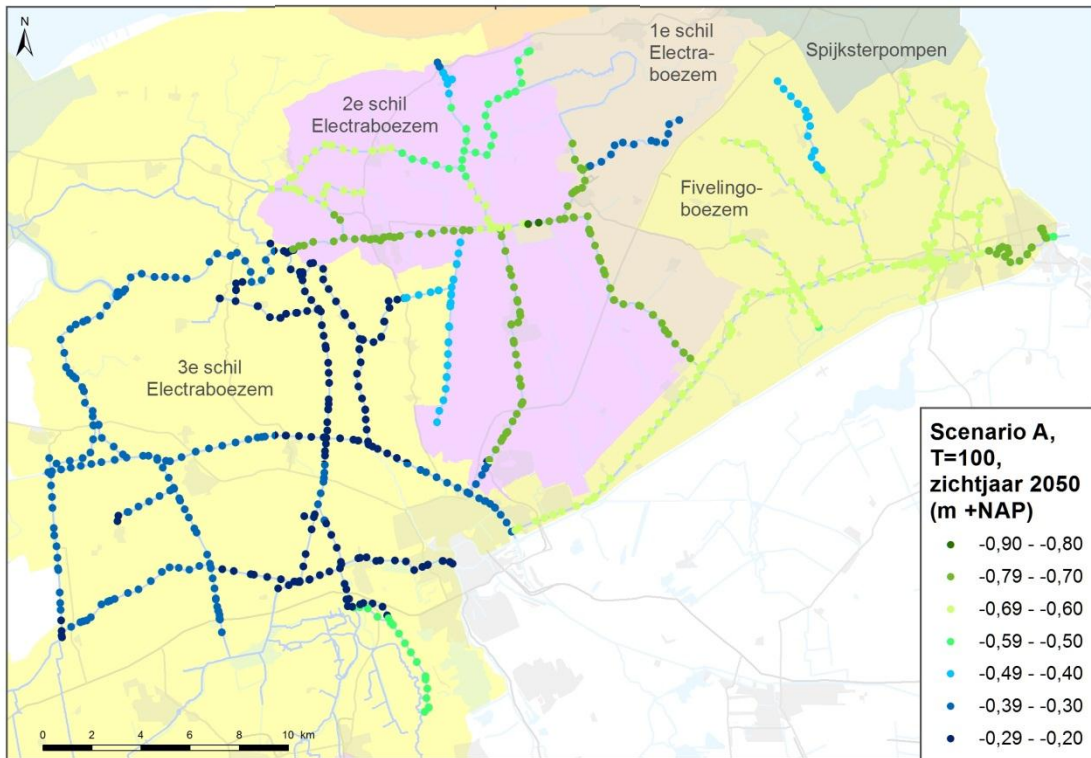 N
1e schil
Electra-
boezem
Spijksterpompen
2e schil
Electraboezem
Fivelingo-
boezem
3e schil
Electraboezem
Scenario A,
T=100,
zichtjaar 2050
(m +NAP)
-0,90 - -0,80
-0,79 - -0,70
-0,69 - -0,60
-0,59 - -0,50
-0,49 - -0,40
-0,39 - -0,30
-0,29 - -0,20
0 2 4 6 8 10 km